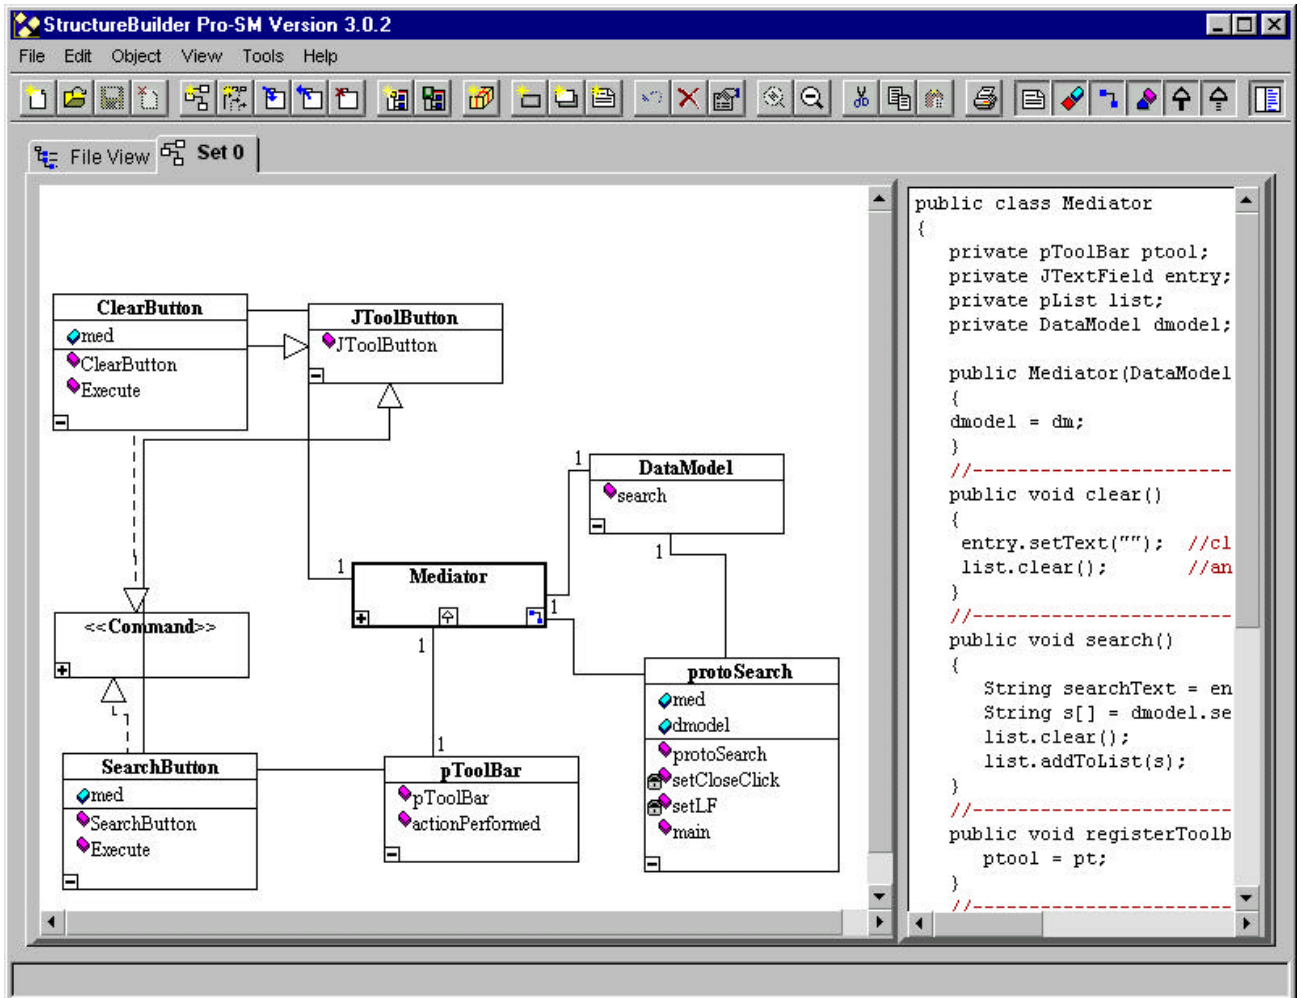 StructureBuilder Pro-SM Version 3.0.2
File Edit Object View Tools Help
File View Set 0
ClearButton
med
ClearButton
Execute
JToolButton
JToolButton
1
DataModel
search
1
1
Mediator
1
1
<<Command>>
protoSearch
med
dmodel
protoSearch
setCloseClick
setLF
main
1
SearchButton
med
SearchButton
Execute
pToolBar
pToolBar
actionPerformed
public class Mediator
{
private pToolBar ptool;
private JTextField entry;
private pList list;
private DataModel dmodel;
public Mediator(DataModel
{
dmodel = dm;
}
//-----------------------
public void clear()
{
entry.setText(""); //cl
list.clear(); //an
}
//-----------------------
public void search()
{
String searchText = en
String s[] = dmodel.se
list.clear();
list.addToList(s);
}
//-----------------------
public void registerToolb
ptool = pt;
}
//-----------------------